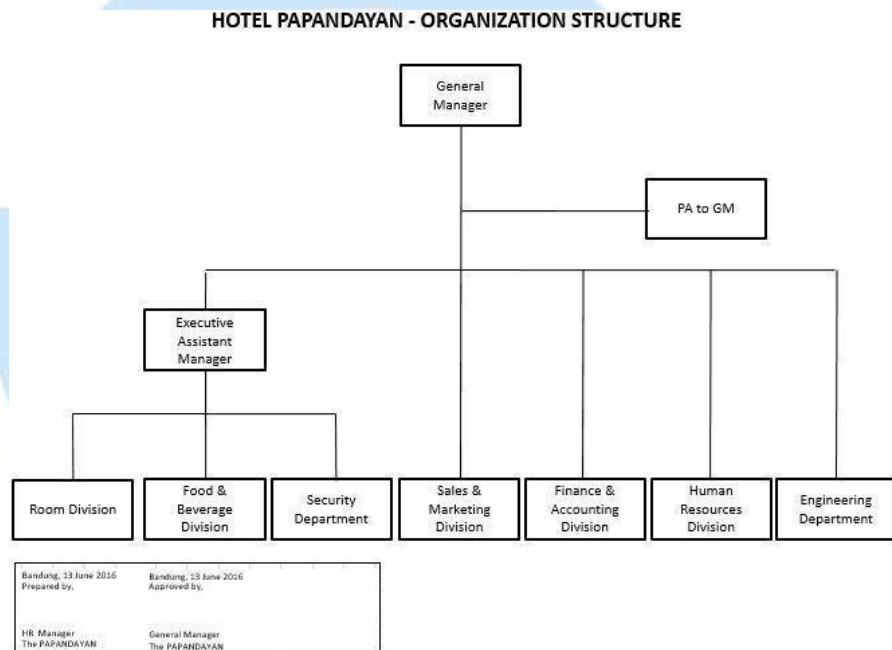 HOTEL PAPANDAYAN - ORGANIZATION STRUCTURE
General
Manager
PA to GM
Executive
Assistant
Manager
Room Division
Food &
Beverage
Division
Security
Department
Sales &
Marketing
Division
Finance &
Accounting
Division
Human
Resources
Division
Engineering
Department
Bandung, 13 June 2016
Prepared by,
Bandung, 13 June 2016
Approved by,
HR Manager
The PAPANDAYAN
General Manager
The PAPANDAYAN